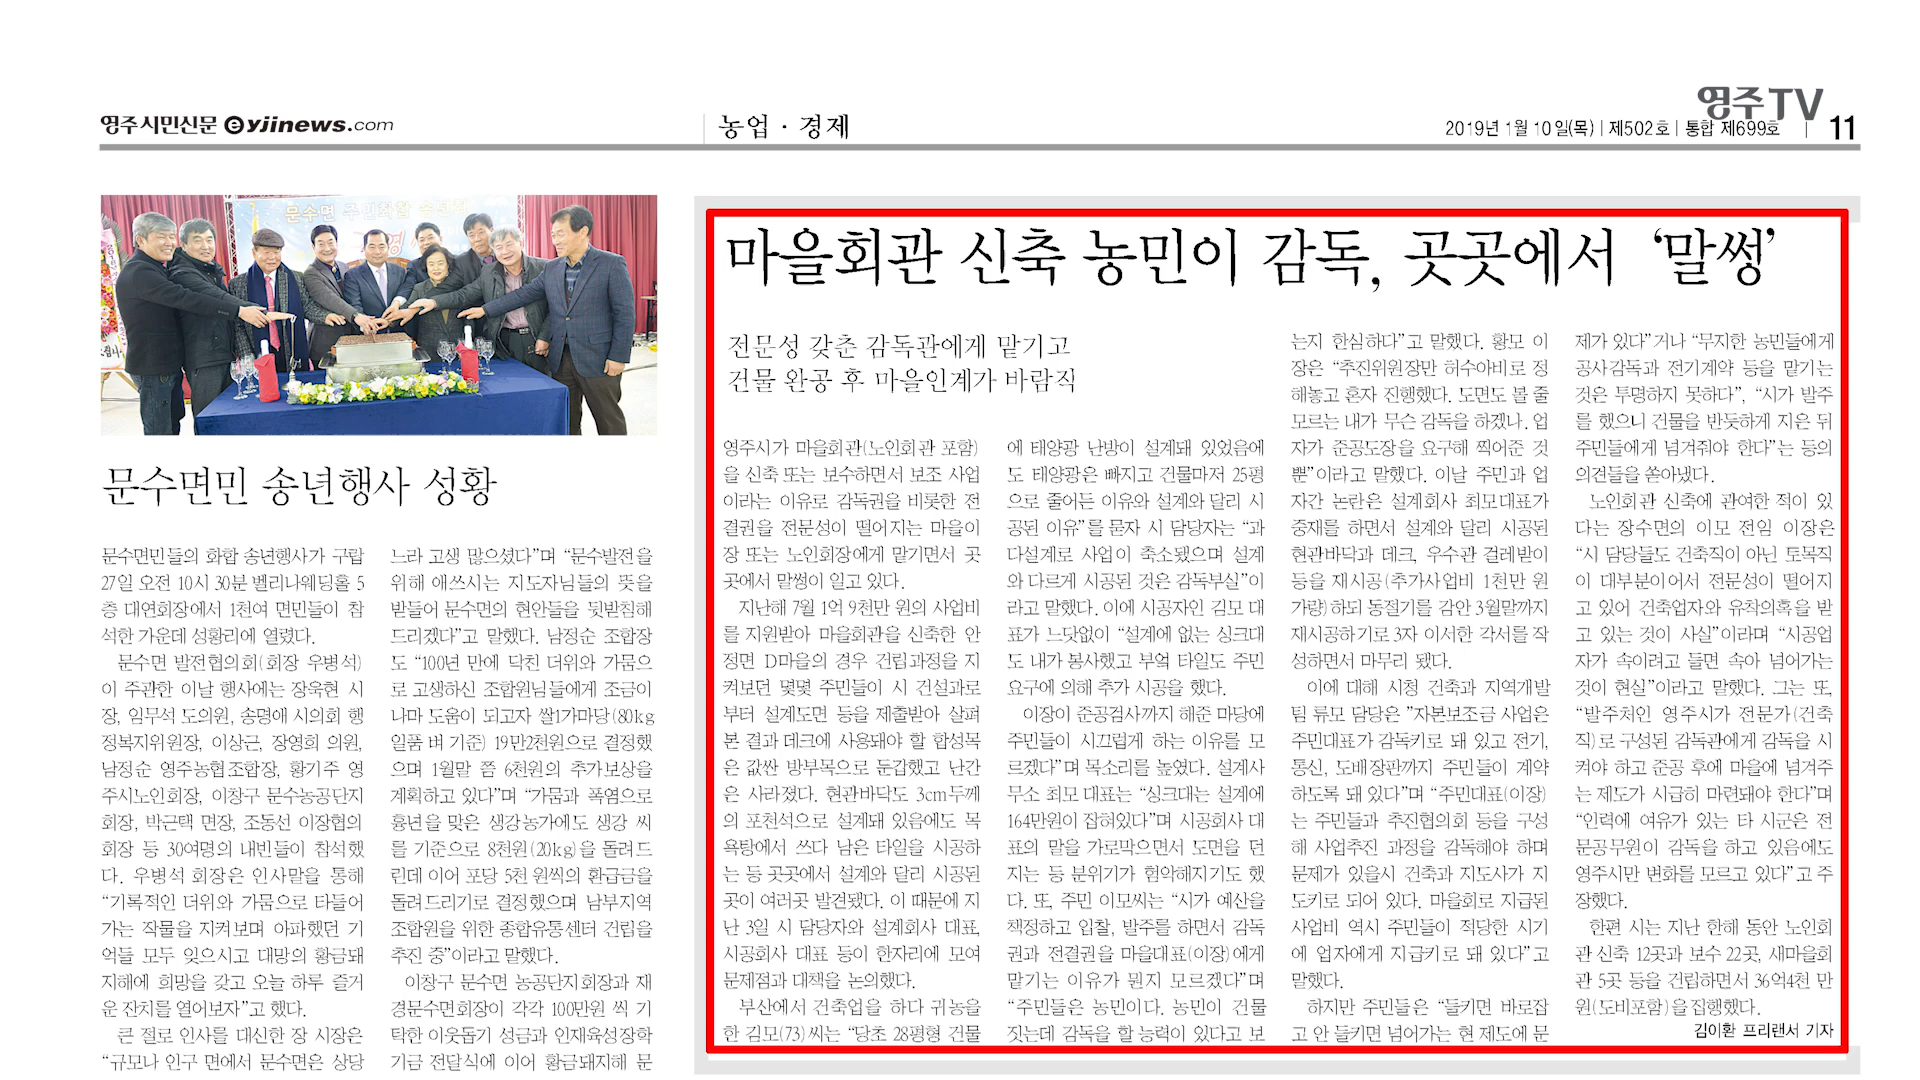 영주TV
영주시민신문 eyjinews.com
농업 · 경제
2019년 1월 10일(목) | 제502호 | 통합 제699호 | 11
문수면 주민화합 송년회
문수면민 송년행사 성황
문수면민들의 화합 송년행사가 구랍
27일 오전 10시 30분 벨리나웨딩홀 5
층 대연회장에서 1천여 면민들이 참
석한 가운데 성황리에 열렸다.
문수면 발전협의회(회장 우병석)
이 주관한 이날 행사에는 장욱현 시
장, 임무석 도의원, 송명애 시의회 행
정복지위원장, 이상근, 장영희 의원,
남정순 영주농협조합장, 황기주 영
주시노인회장, 이창구 문수농공단지
회장, 박근택 면장, 조동선 이장협의
회장 등 30여명의 내빈들이 참석했
다. 우병석 회장은 인사말을 통해
“기록적인 더위와 가뭄으로 타들어
가는 작물을 지켜보며 아파했던 기
억들 모두 잊으시고 대망의 황금돼
지해에 희망을 갖고 오늘 하루 즐거
운 잔치를 열어보자”고 했다.
큰 절로 인사를 대신한 장 시장은
“규모나 인구 면에서 문수면은 상당
느라 고생 많으셨다”며 “문수발전을
위해 애쓰시는 지도자님들의 뜻을
받들어 문수면의 현안들을 뒷받침해
드리겠다”고 말했다. 남정순 조합장
도 “100년 만에 닥친 더위와 가뭄으
로 고생하신 조합원님들에게 조금이
나마 도움이 되고자 쌀1가마당(80kg
일품 벼 기준) 19만2천원으로 결정했
으며 1월말 쯤 6천원의 추가보상을
계획하고 있다”며 “가뭄과 폭염으로
흉년을 맞은 생강농가에도 생강 씨
를 기준으로 8천원(20kg)을 돌려드
린데 이어 포당 5천 원씩의 환급금을
돌려드리기로 결정했으며 남부지역
조합원을 위한 종합유통센터 건립을
추진 중”이라고 말했다.
이창구 문수면 농공단지회장과 재
경문수면회장이 각각 100만원 씩 기
탁한 이웃돕기 성금과 인재육성장학
기금 전달식에 이어 황금돼지해 문
마을회관 신축 농민이 감독, 곳곳에서 ‘말썽’
전문성 갖춘 감독관에게 맡기고
건물 완공 후 마을인계가 바람직
영주시가 마을회관(노인회관 포함)
을 신축 또는 보수하면서 보조 사업
이라는 이유로 감독권을 비롯한 전
결권을 전문성이 떨어지는 마을이
장 또는 노인회장에게 맡기면서 곳
곳에서 말썽이 일고 있다.
지난해 7월 1억 9천만 원의 사업비
를 지원받아 마을회관을 신축한 안
정면 D마을의 경우 건립과정을 지
켜보던 몇몇 주민들이 시 건설과로
부터 설계도면 등을 제출받아 살펴
본 결과 데크에 사용돼야 할 합성목
은 값싼 방부목으로 둔갑했고 난간
은 사라졌다. 현관바닥도 3cm두께
의 포천석으로 설계돼 있음에도 목
욕탕에서 쓰다 남은 타일을 시공하
는 등 곳곳에서 설계와 달리 시공된
곳이 여러곳 발견됐다. 이 때문에 지
난 3일 시 담당자와 설계회사 대표,
시공회사 대표 등이 한자리에 모여
문제점과 대책을 논의했다.
부산에서 건축업을 하다 귀농을
한 김모(73)씨는 “당초 28평형 건물
에 태양광 난방이 설계돼 있었음에
도 태양광은 빠지고 건물마저 25평
으로 줄어든 이유와 설계와 달리 시
공된 이유”를 묻자 시 담당자는 “과
다설계로 사업이 축소됐으며 설계
와 다르게 시공된 것은 감독부실”이
라고 말했다. 이에 시공자인 김모 대
표가 느닷없이 “설계에 없는 싱크대
도 내가 봉사했고 부엌 타일도 주민
요구에 의해 추가 시공을 했다.
이장이 준공검사까지 해준 마당에
주민들이 시끄럽게 하는 이유를 모
르겠다”며 목소리를 높였다. 설계사
무소 최모 대표는 “싱크대는 설계에
164만원이 잡혀있다”며 시공회사 대
표의 말을 가로막으면서 도면을 던
지는 등 분위기가 험악해지기도 했
다. 또, 주민 이모씨는 “시가 예산을
책정하고 입찰, 발주를 하면서 감독
권과 전결권을 마을대표(이장)에게
맡기는 이유가 뭔지 모르겠다”며
“주민들은 농민이다. 농민이 건물
짓는데 감독을 할 능력이 있다고 보
는지 한심하다”고 말했다. 황모 이
장은 “추진위원장만 허수아비로 정
해놓고 혼자 진행했다. 도면도 볼 줄
모르는 내가 무슨 감독을 하겠나. 업
자가 준공도장을 요구해 찍어준 것
뿐”이라고 말했다. 이날 주민과 업
자간 논란은 설계회사 최모대표가
중재를 하면서 설계와 달리 시공된
현관바닥과 데크, 우수관 걸레받이
등을 재시공(추가사업비 1천만 원
가량)하되 동절기를 감안 3월말까지
재시공하기로 3자 이서한 각서를 작
성하면서 마무리 됐다.
이에 대해 시청 건축과 지역개발
팀 류모 담당은 ”자본보조금 사업은
주민대표가 감독키로 돼 있고 전기,
통신, 도배장판까지 주민들이 계약
하도록 돼 있다”며 “주민대표(이장)
는 주민들과 추진협의회 등을 구성
해 사업추진 과정을 감독해야 하며
문제가 있을시 건축과 지도사가 지
도키로 되어 있다. 마을회로 지급된
사업비 역시 주민들이 적당한 시기
에 업자에게 지급키로 돼 있다”고
말했다.
하지만 주민들은 “들키면 바로잡
고 안 들키면 넘어가는 현 제도에 문
제가 있다”거나 “무지한 농민들에게
공사감독과 전기계약 등을 맡기는
것은 투명하지 못하다”, “시가 발주
를 했으니 건물을 반듯하게 지은 뒤
주민들에게 넘겨줘야 한다”는 등의
의견들을 쏟아냈다.
노인회관 신축에 관여한 적이 있
다는 장수면의 이모 전임 이장은
“시 담당들도 건축직이 아닌 토목직
이 대부분이어서 전문성이 떨어지
고 있어 건축업자와 유착의혹을 받
고 있는 것이 사실”이라며 “시공업
자가 속이려고 들면 속아 넘어가는
것이 현실”이라고 말했다. 그는 또,
“발주처인 영주시가 전문가(건축
직)로 구성된 감독관에게 감독을 시
켜야 하고 준공 후에 마을에 넘겨주
는 제도가 시급히 마련돼야 한다”며
“인력에 여유가 있는 타 시군은 전
문공무원이 감독을 하고 있음에도
영주시만 변화를 모르고 있다”고 주
장했다.
한편 시는 지난 한해 동안 노인회
관 신축 12곳과 보수 22곳, 새마을회
관 5곳 등을 건립하면서 36억4천 만
원(도비포함)을 집행했다.
김이환 프리랜서 기자